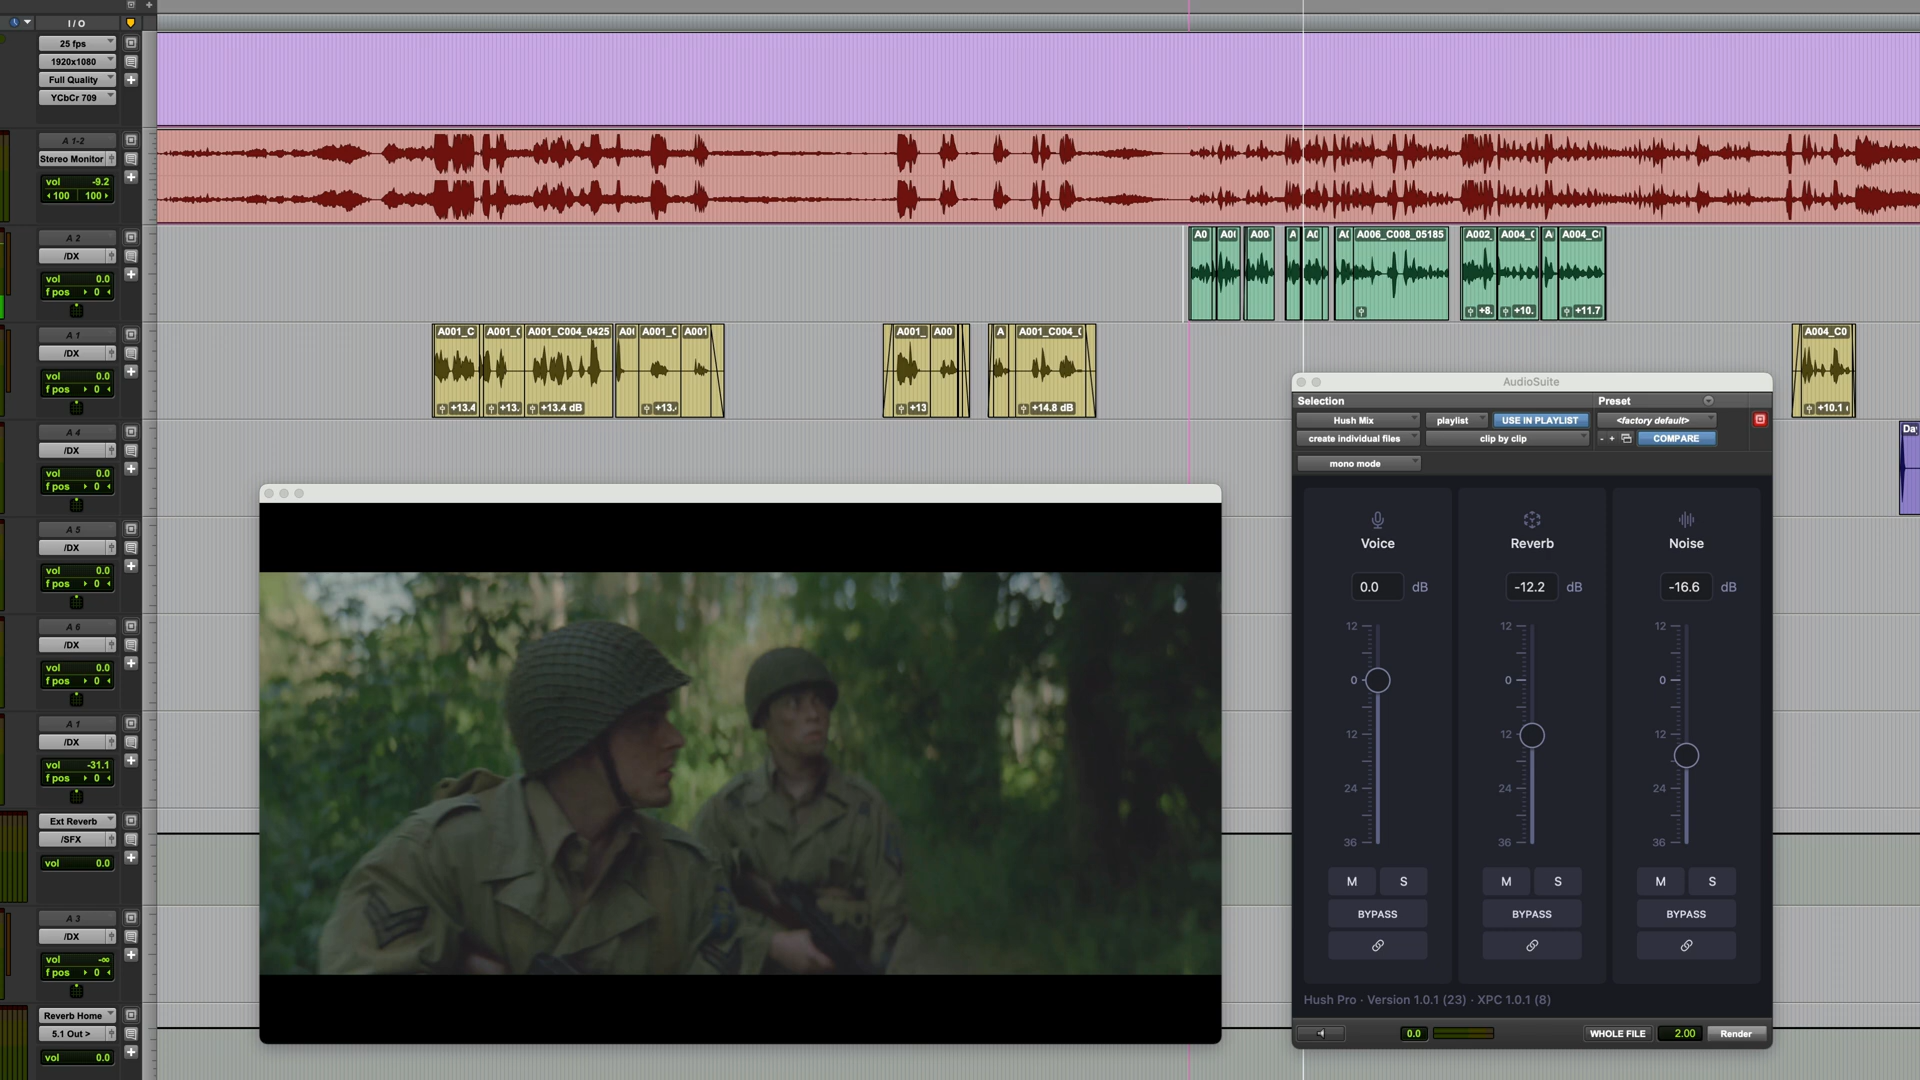 I / O
25 fps
1920x1080
Full Quality
YCbCr 709
A 1-2
Stereo Monitor
vol -9.2
100 100
A 2
/DX
vol 0.0
f pos 0
A0 A0 A00 A A0 A0 A006_C008_05185 A002_ A004_C A A004_C
+8. +10. +11.7
A 1
/DX
vol 0.0
f pos 0
A001_C A001_C A001_C004_0425 A0 A001_C A001 A001_ A00 A A001_C004_0 A004_C0
+13.4 +13. +13.4 dB +13. +13 +14.8 dB +10.1
A 4
/DX
vol 0.0
f pos 0
Da
A 5
/DX
vol 0.0
f pos 0
A 6
/DX
vol 0.0
f pos 0
A 1
/DX
vol -31.1
f pos 0
Ext Reverb
/SFX
vol 0.0
A 3
/DX
vol -∞
f pos 0
Reverb Home
5.1 Out >
vol 0.0
AudioSuite
Selection Preset
Hush Mix playlist USE IN PLAYLIST <factory default>
create individual files clip by clip - + COMPARE
mono mode
Voice Reverb Noise
0.0 dB -12.2 dB -16.6 dB
12 12 12
0 0 0
12 12 12
24 24 24
36 36 36
M S M S M S
BYPASS BYPASS BYPASS
Hush Pro · Version 1.0.1 (23) · XPC 1.0.1 (8)
0.0 WHOLE FILE 2.00 Render